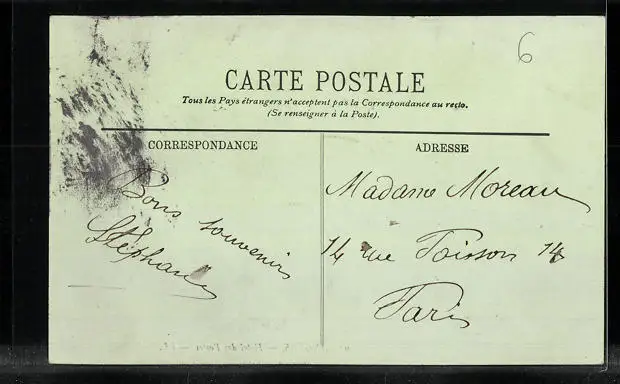 6
CARTE POSTALE
Tous les Pays étrangers n'acceptent pas la Correspondance au recto.
(Se renseigner à la Poste).
CORRESPONDANCE
ADRESSE
Bons souvenirs
Stéphane
Madame Moreau
14 rue Poisson 14
Paris